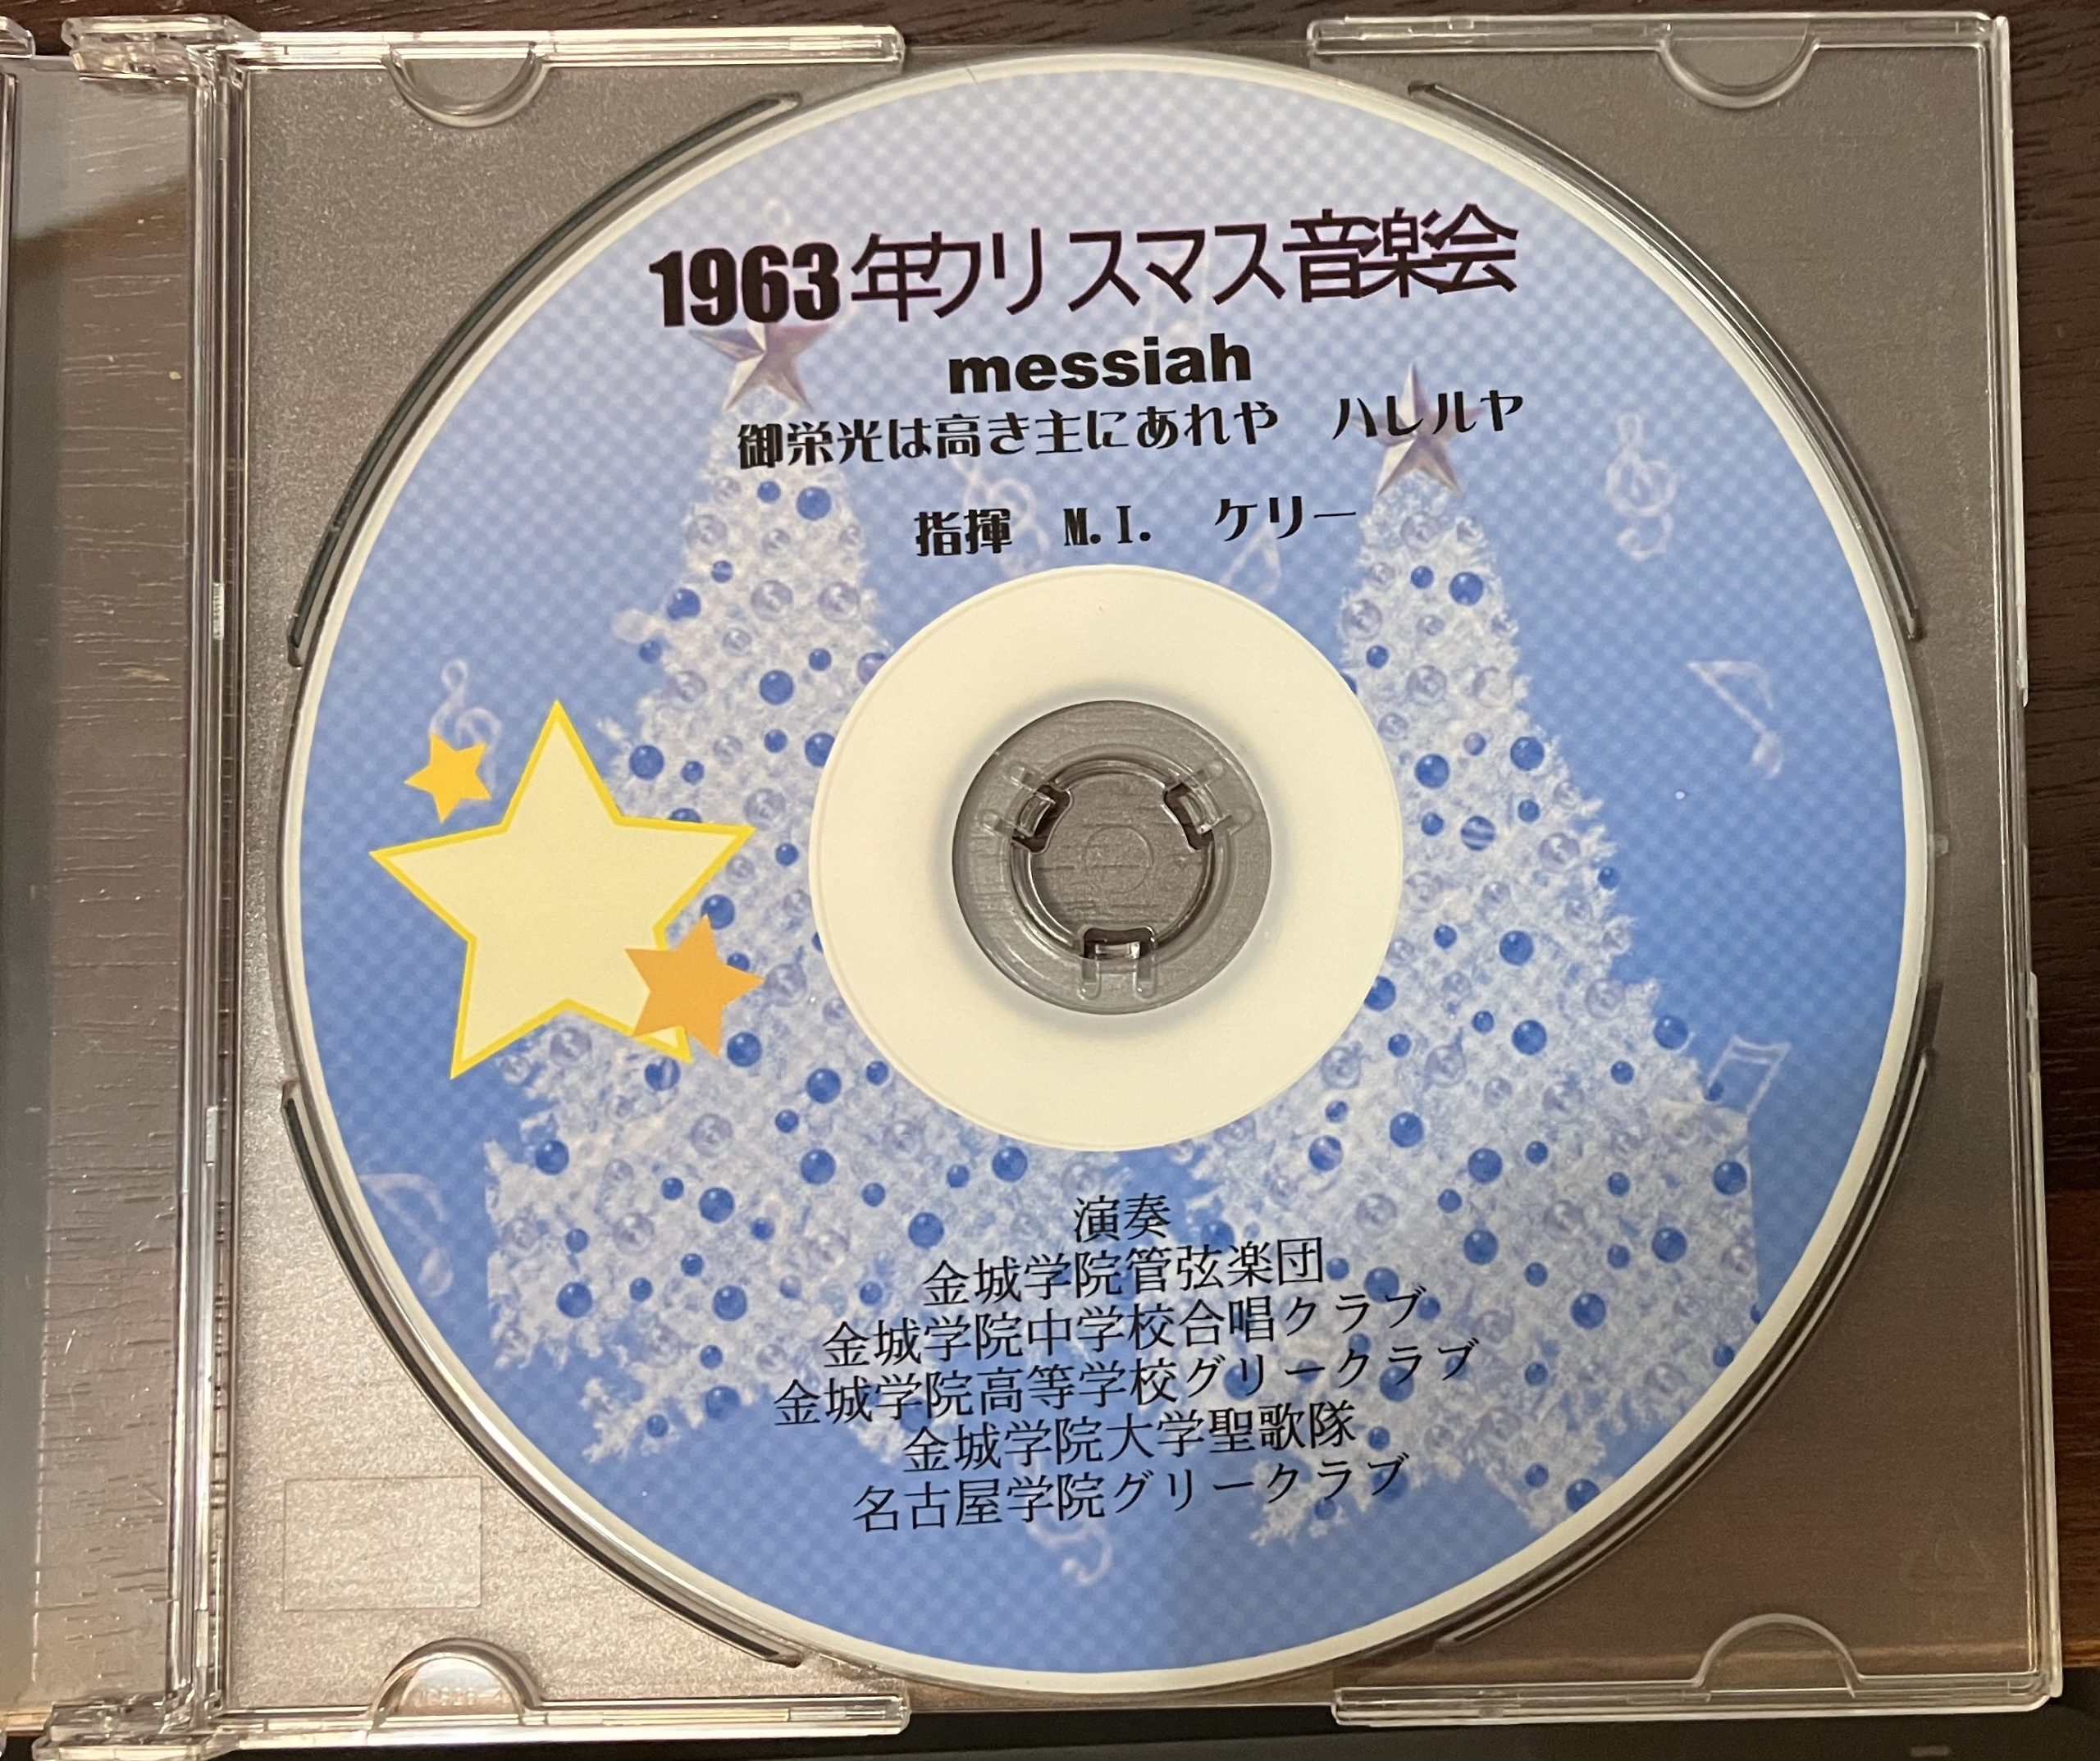 1963年クリスマス音楽会
messiah
御栄光は高き主にあれや　ハレルヤ
指揮　M.I.　ケリー
演奏
金城学院管弦楽団
金城学院中学校合唱クラブ
金城学院高等学校グリークラブ
金城学院大学聖歌隊
名古屋学院グリークラブ